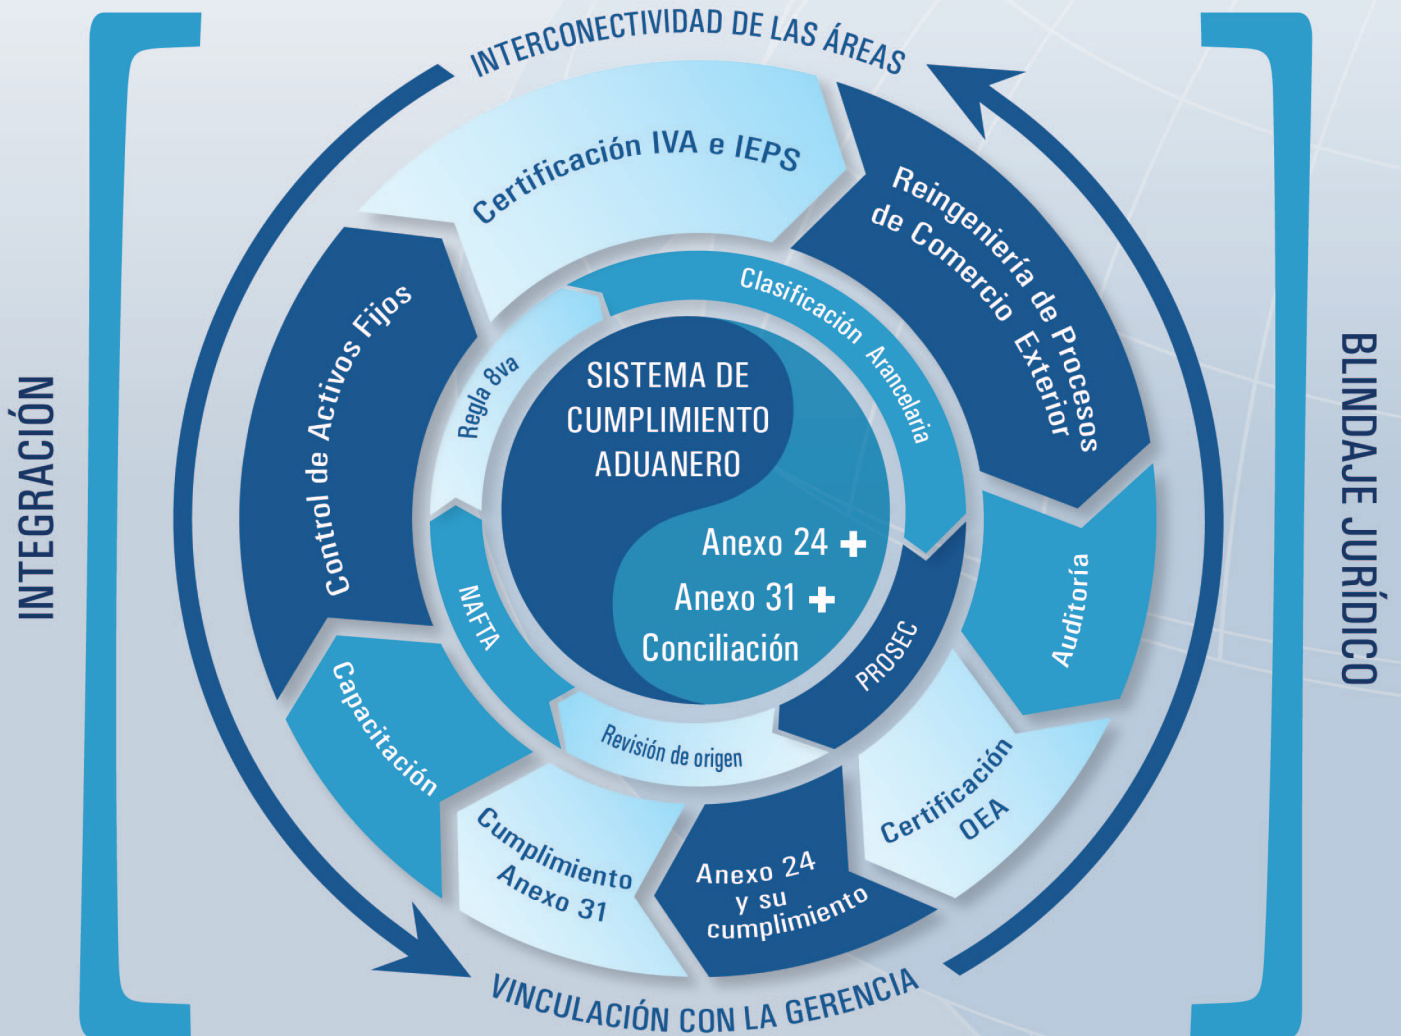 INTERCONECTIVIDAD DE LAS ÁREAS
INTEGRACIÓN
BLINDAJE JURÍDICO
Certificación IVA e IEPS
Reingeniería de Procesos
de Comercio Exterior
Auditoría
Certificación
OEA
Anexo 24
y su
cumplimiento
Cumplimiento
Anexo 31
Capacitación
Control de Activos Fijos
Clasificación Arancelaria
PROSEC
Revisión de origen
NAFTA
Regla 8va
SISTEMA DE
CUMPLIMIENTO
ADUANERO
Anexo 24 +
Anexo 31 +
Conciliación
VINCULACIÓN CON LA GERENCIA